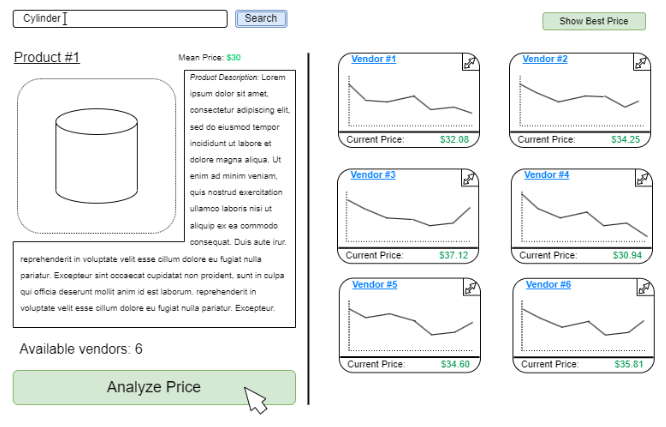 Cylinder
Search
Show Best Price
Product #1
Mean Price: $30
Product Description: Lorem
ipsum dolor sit amet,
consectetur adipiscing elit,
sed do eiusmod tempor
incididunt ut labore et
dolore magna aliqua. Ut
enim ad minim veniam,
quis nostrud exercitation
ullamco laboris nisi ut
aliquip ex ea commodo
consequat. Duis aute irur.
reprehenderit in voluptate velit esse cillum dolore eu fugiat nulla
pariatur. Excepteur sint occaecat cupidatat non proident, sunt in culpa
qui officia deserunt mollit anim id est laborum. reprehenderit in
voluptate velit esse cillum dolore eu fugiat nulla pariatur. Excepteur.
Available vendors: 6
Analyze Price
Vendor #1
Current Price: $32.08
Vendor #2
Current Price: $34.25
Vendor #3
Current Price: $37.12
Vendor #4
Current Price: $30.94
Vendor #5
Current Price: $34.60
Vendor #6
Current Price: $35.81